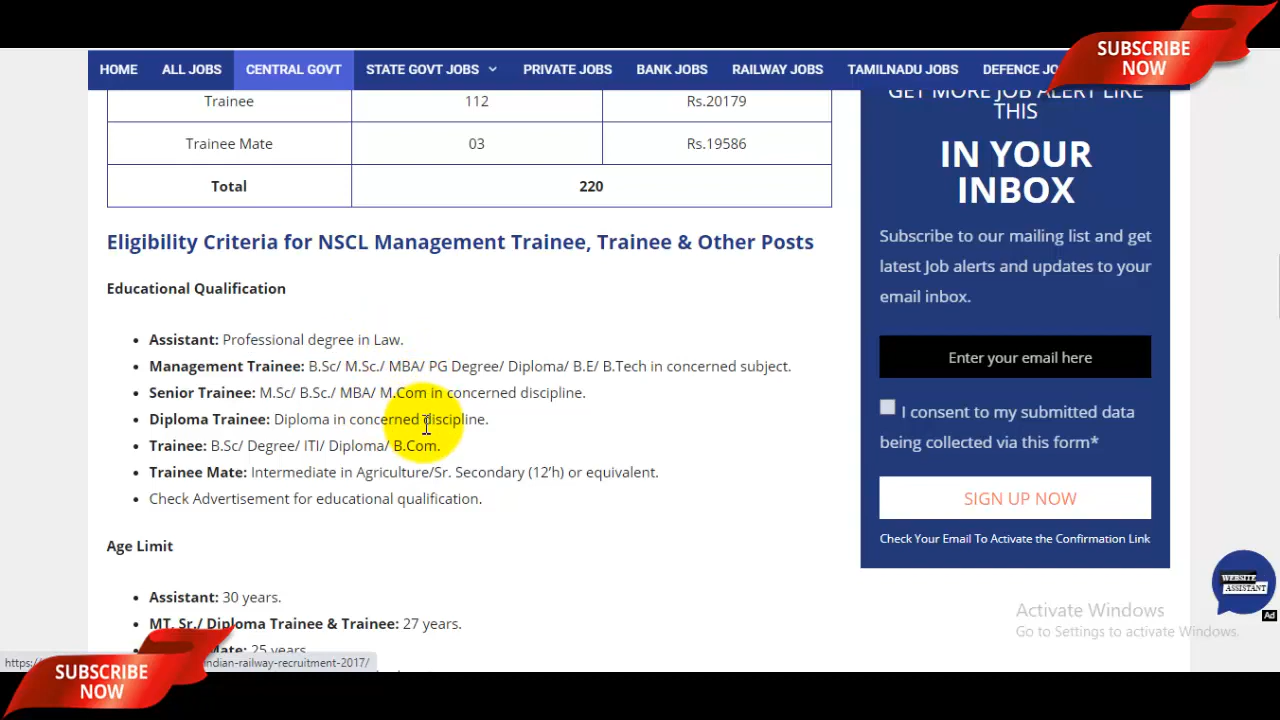 SUBSCRIBE
NOW
HOME ALL JOBS CENTRAL GOVT STATE GOVT JOBS PRIVATE JOBS BANK JOBS RAILWAY JOBS TAMILNADU JOBS DEFENCE JO
Trainee 112 Rs.20179
Trainee Mate 03 Rs.19586
Total 220
Eligibility Criteria for NSCL Management Trainee, Trainee & Other Posts
Educational Qualification
Assistant: Professional degree in Law.
Management Trainee: B.Sc/ M.Sc./ MBA/ PG Degree/ Diploma/ B.E/ B.Tech in concerned subject.
Senior Trainee: M.Sc/ B.Sc./ MBA/ M.Com in concerned discipline.
Diploma Trainee: Diploma in concerned discipline.
Trainee: B.Sc/ Degree/ ITI/ Diploma/ B.Com.
Trainee Mate: Intermediate in Agriculture/Sr. Secondary (12’h) or equivalent.
Check Advertisement for educational qualification.
Age Limit
Assistant: 30 years.
MT, Sr./ Diploma Trainee & Trainee: 27 years.
Mate: 25 years
GET MORE JOB ALERT LIKE
THIS
IN YOUR
INBOX
Subscribe to our mailing list and get
latest Job alerts and updates to your
email inbox.
Enter your email here
I consent to my submitted data
being collected via this form*
SIGN UP NOW
Check Your Email To Activate the Confirmation Link
WEBSITE
ASSISTANT
Ad
Activate Windows
Go to Settings to activate Windows.
https:/ indian-railway-recruitment-2017/
SUBSCRIBE
NOW